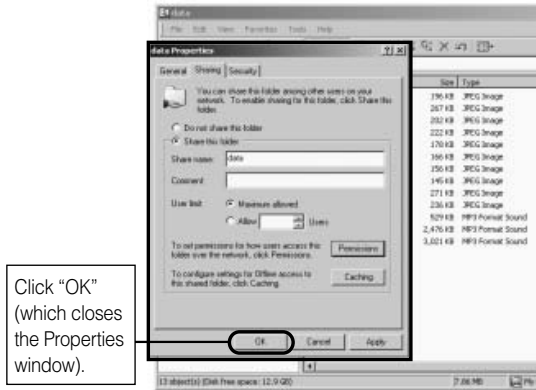 data
File Edit View Favorites Tools Help
data Properties
General Sharing Security
You can share this folder among other users on your
network. To enable sharing for this folder, click Share this
folder.
Do not share this folder
Share this folder
Share name: data
Comment:
User limit: Maximum allowed
Allow Users
To set permissions for how users access this
folder over the network, click Permissions.
Permissions
To configure settings for Offline access to
this shared folder, click Caching.
Caching
OK Cancel Apply
Size Type
196 KB JPEG Image
267 KB JPEG Image
202 KB JPEG Image
222 KB JPEG Image
170 KB JPEG Image
166 KB JPEG Image
156 KB JPEG Image
145 KB JPEG Image
271 KB JPEG Image
236 KB JPEG Image
529 KB MP3 Format Sound
2,476 KB MP3 Format Sound
3,021 KB MP3 Format Sound
13 object(s) (Disk free space: 12.9 GB) 7.86 MB My
Click “OK”
(which closes
the Properties
window).